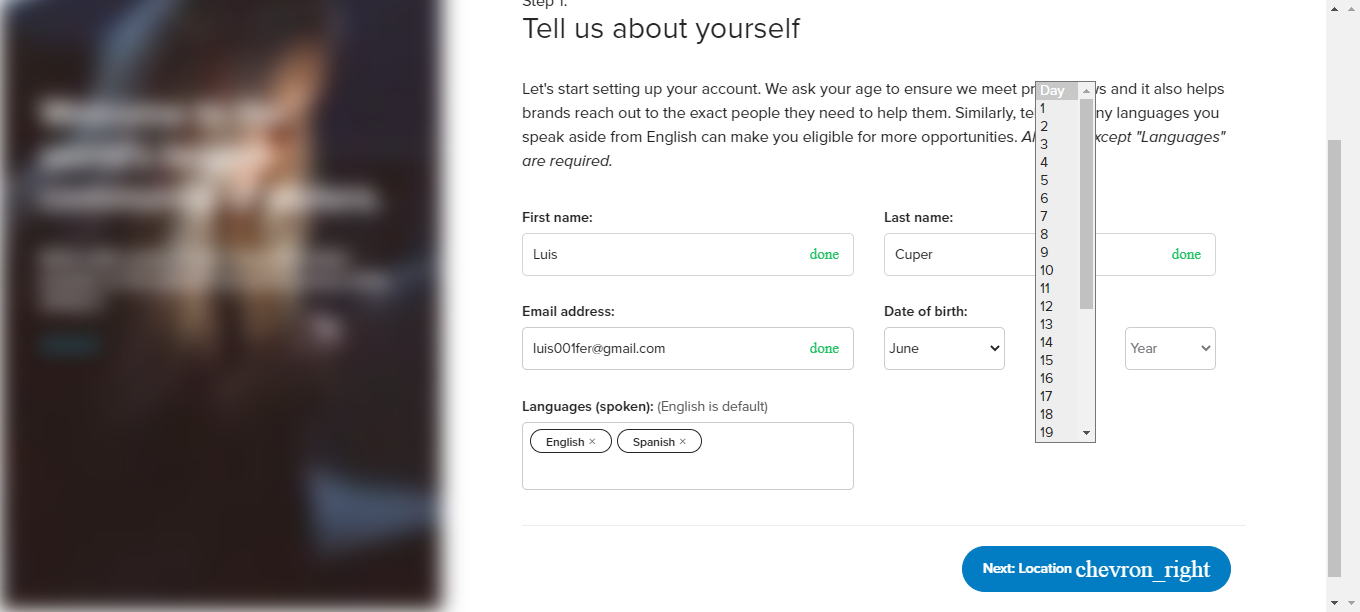 Step 1:
Tell us about yourself
Let's start setting up your account. We ask your age to ensure we meet pr s and it also helps
brands reach out to the exact people they need to help them. Similarly, te ny languages you
speak aside from English can make you eligible for more opportunities. Al xcept "Languages"
are required.
First name:
Last name:
Luis done
Cuper done
Email address:
Date of birth:
luis001fer@gmail.com done
June
Year
Day
1
2
3
4
5
6
7
8
9
10
11
12
13
14
15
16
17
18
19
Languages (spoken): (English is default)
English × Spanish ×
Next: Location chevron_right